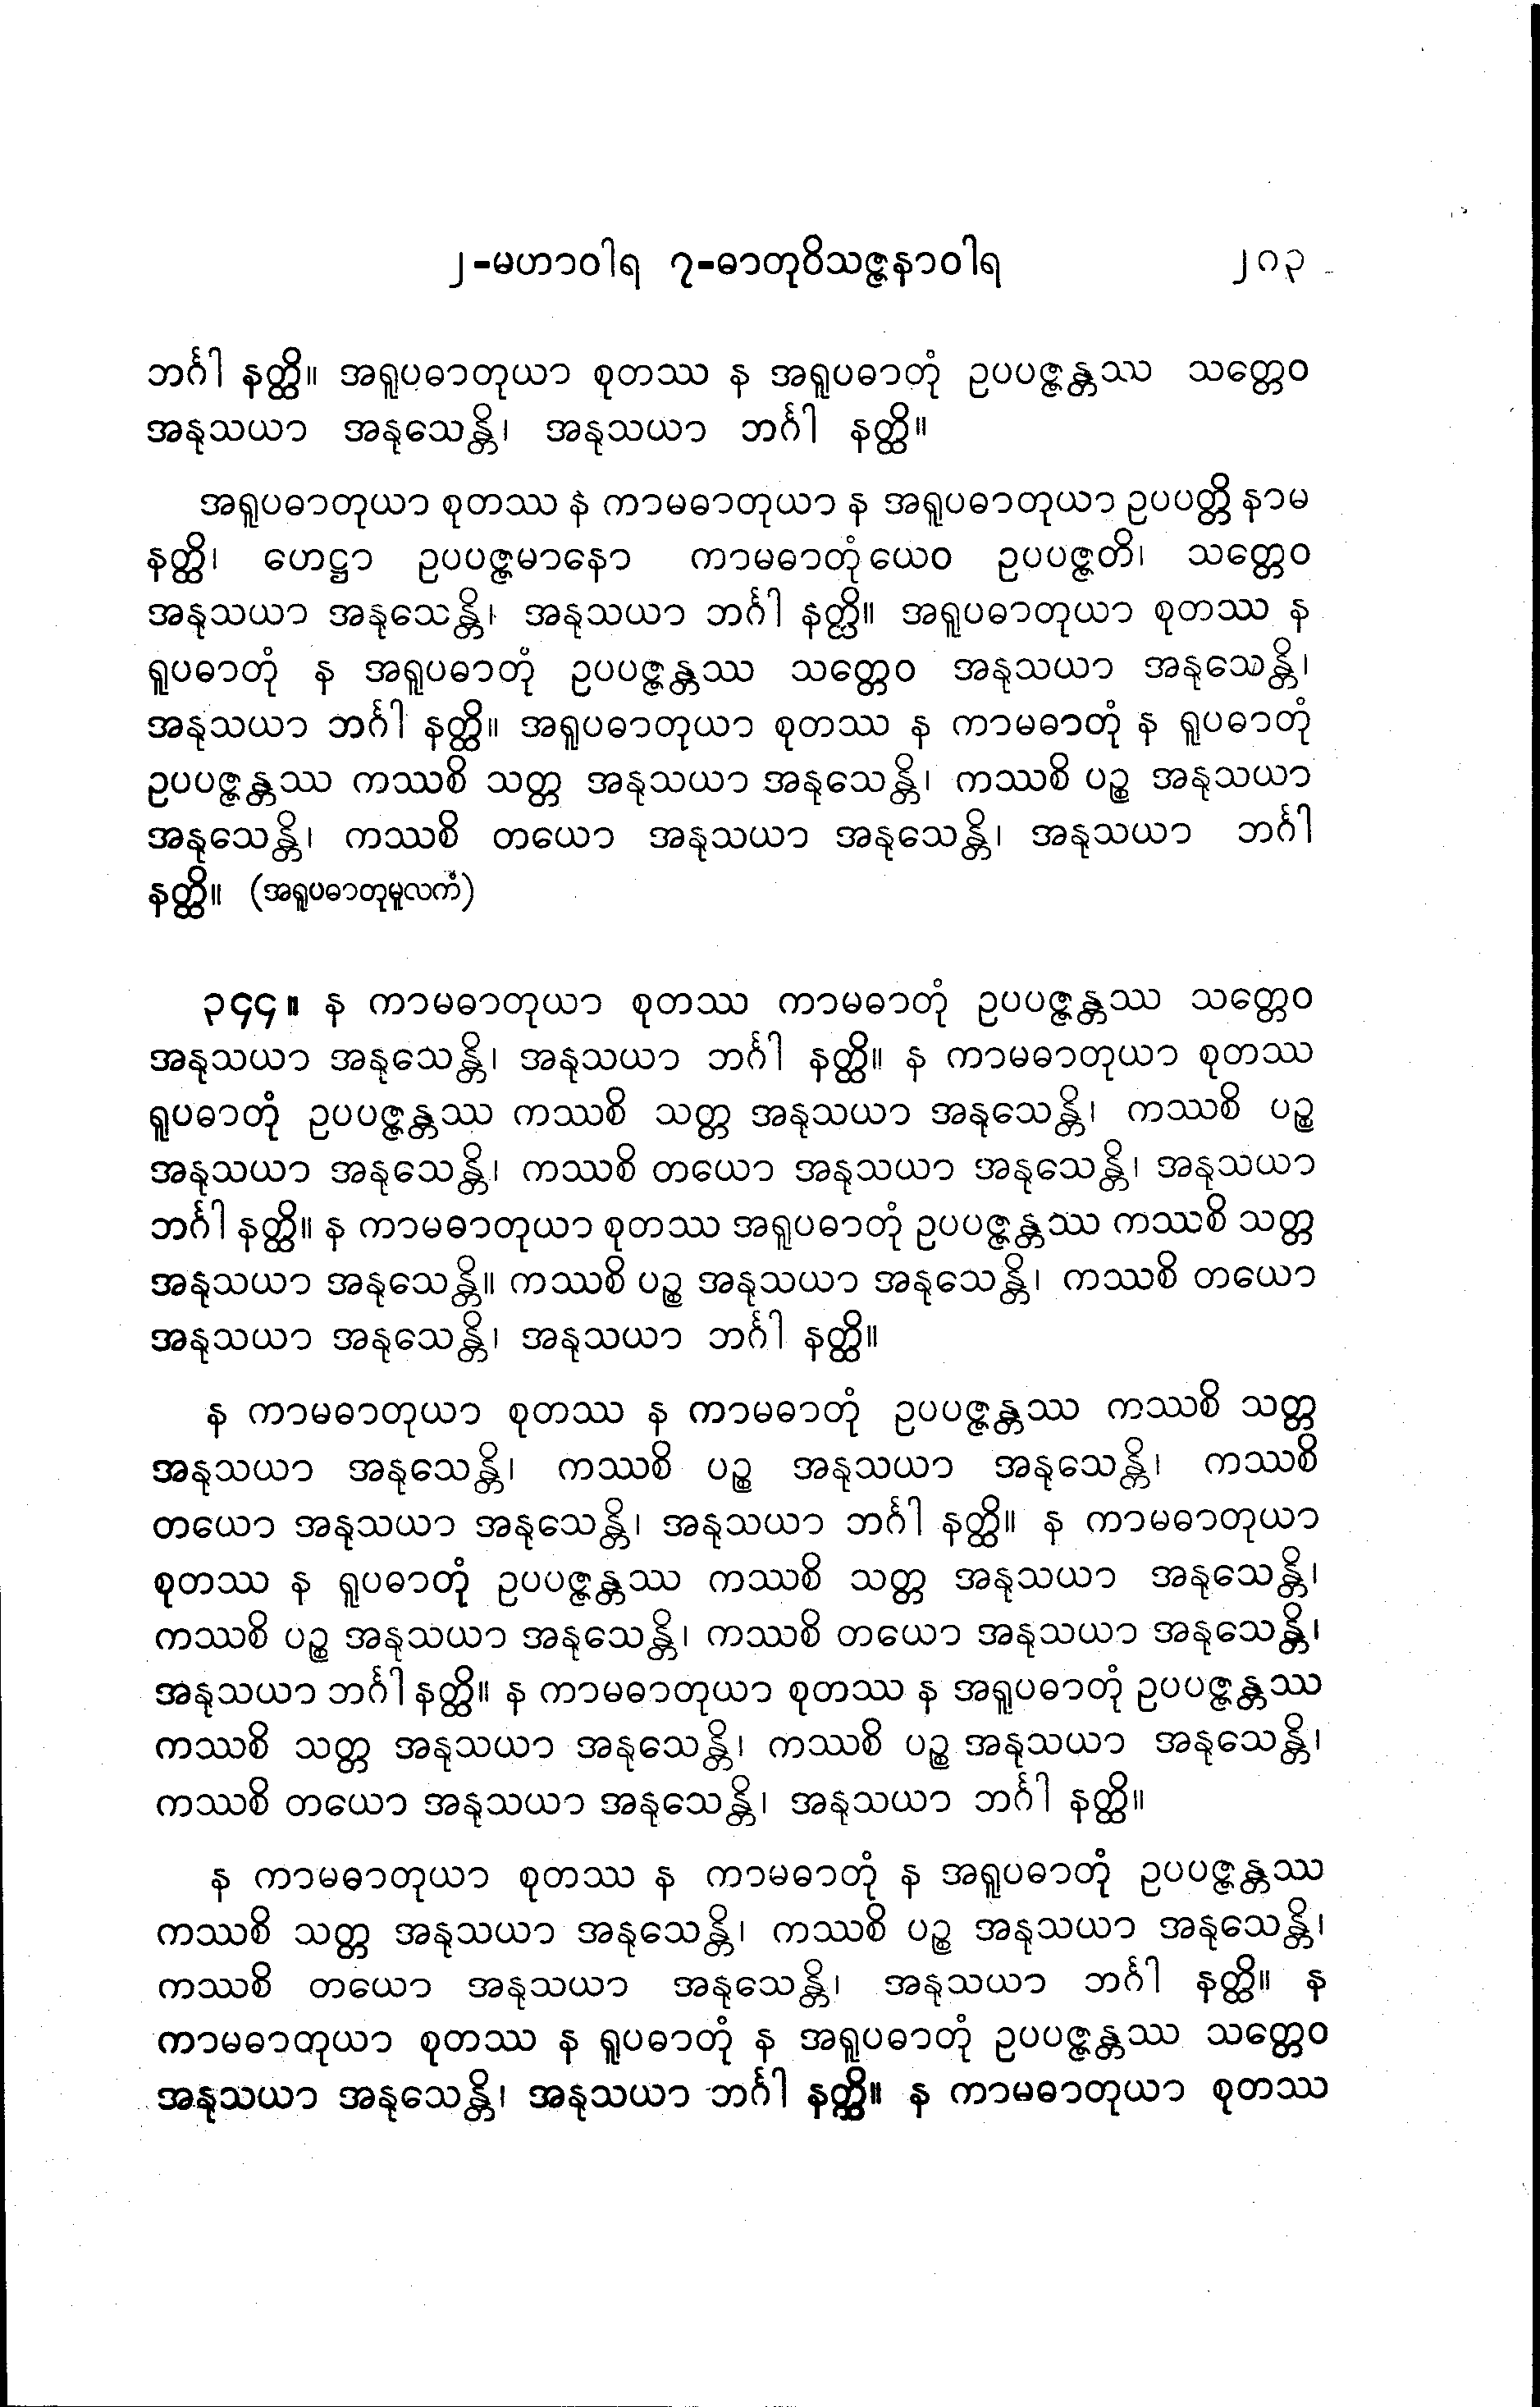 ၂-မဟာဝါရ ၇-ဓာတုဝိသဇ္ဇနာဝါရ ၂၀၃
ဘင်္ဂါ နတ္ထိ။ အရူပဓာတုယာ စုတဿ န အရူပဓာတုံ ဥပပဇ္ဇန္တဿ သတ္တေဝ
အနုသယာ အနုသေန္တိ၊ အနုသယာ ဘင်္ဂါ နတ္ထိ။
အရူပဓာတုယာ စုတဿ န ကာမဓာတုယာ န အရူပဓာတုယာ ဥပပတ္တိ နာမ
နတ္ထိ၊ ဟေဋ္ဌာ ဥပပဇ္ဇမာနော ကာမဓာတုံယေဝ ဥပပဇ္ဇတိ၊ သတ္တေဝ
အနုသယာ အနုသေန္တိ၊ အနုသယာ ဘင်္ဂါ နတ္ထိ။ အရူပဓာတုယာ စုတဿ န
ရူပဓာတုံ န အရူပဓာတုံ ဥပပဇ္ဇန္တဿ သတ္တေဝ အနုသယာ အနုသေန္တိ၊
အနုသယာ ဘင်္ဂါ နတ္ထိ။ အရူပဓာတုယာ စုတဿ န ကာမဓာတုံ န ရူပဓာတုံ
ဥပပဇ္ဇန္တဿ ကဿစိ သတ္တ အနုသယာ အနုသေန္တိ၊ ကဿစိ ပဉ္စ အနုသယာ
အနုသေန္တိ၊ ကဿစိ တယော အနုသယာ အနုသေန္တိ၊ အနုသယာ ဘင်္ဂါ
နတ္ထိ။ (အရူပဓာတုမူလကံ)
၃၄၄။ န ကာမဓာတုယာ စုတဿ ကာမဓာတုံ ဥပပဇ္ဇန္တဿ သတ္တေဝ
အနုသယာ အနုသေန္တိ၊ အနုသယာ ဘင်္ဂါ နတ္ထိ။ န ကာမဓာတုယာ စုတဿ
ရူပဓာတုံ ဥပပဇ္ဇန္တဿ ကဿစိ သတ္တ အနုသယာ အနုသေန္တိ၊ ကဿစိ ပဉ္စ
အနုသယာ အနုသေန္တိ၊ ကဿစိ တယော အနုသယာ အနုသေန္တိ၊ အနုသယာ
ဘင်္ဂါ နတ္ထိ။ န ကာမဓာတုယာ စုတဿ အရူပဓာတုံ ဥပပဇ္ဇန္တဿ ကဿစိ သတ္တ
အနုသယာ အနုသေန္တိ။ ကဿစိ ပဉ္စ အနုသယာ အနုသေန္တိ၊ ကဿစိ တယော
အနုသယာ အနုသေန္တိ၊ အနုသယာ ဘင်္ဂါ နတ္ထိ။
န ကာမဓာတုယာ စုတဿ န ကာမဓာတုံ ဥပပဇ္ဇန္တဿ ကဿစိ သတ္တ
အနုသယာ အနုသေန္တိ၊ ကဿစိ ပဉ္စ အနုသယာ အနုသေန္တိ၊ ကဿစိ
တယော အနုသယာ အနုသေန္တိ၊ အနုသယာ ဘင်္ဂါ နတ္ထိ။ န ကာမဓာတုယာ
စုတဿ န ရူပဓာတုံ ဥပပဇ္ဇန္တဿ ကဿစိ သတ္တ အနုသယာ အနုသေန္တိ၊
ကဿစိ ပဉ္စ အနုသယာ အနုသေန္တိ၊ ကဿစိ တယော အနုသယာ အနုသေန္တိ၊
အနုသယာ ဘင်္ဂါ နတ္ထိ။ န ကာမဓာတုယာ စုတဿ န အရူပဓာတုံ ဥပပဇ္ဇန္တဿ
ကဿစိ သတ္တ အနုသယာ အနုသေန္တိ၊ ကဿစိ ပဉ္စ အနုသယာ အနုသေန္တိ၊
ကဿစိ တယော အနုသယာ အနုသေန္တိ၊ အနုသယာ ဘင်္ဂါ နတ္ထိ။
န ကာမဓာတုယာ စုတဿ န ကာမဓာတုံ န အရူပဓာတုံ ဥပပဇ္ဇန္တဿ
ကဿစိ သတ္တ အနုသယာ အနုသေန္တိ၊ ကဿစိ ပဉ္စ အနုသယာ အနုသေန္တိ၊
ကဿစိ တယော အနုသယာ အနုသေန္တိ၊ အနုသယာ ဘင်္ဂါ နတ္ထိ။ န
ကာမဓာတုယာ စုတဿ န ရူပဓာတုံ န အရူပဓာတုံ ဥပပဇ္ဇန္တဿ သတ္တေဝ
အနုသယာ အနုသေန္တိ၊ အနုသယာ ဘင်္ဂါ နတ္ထိ။ န ကာမဓာတုယာ စုတဿ